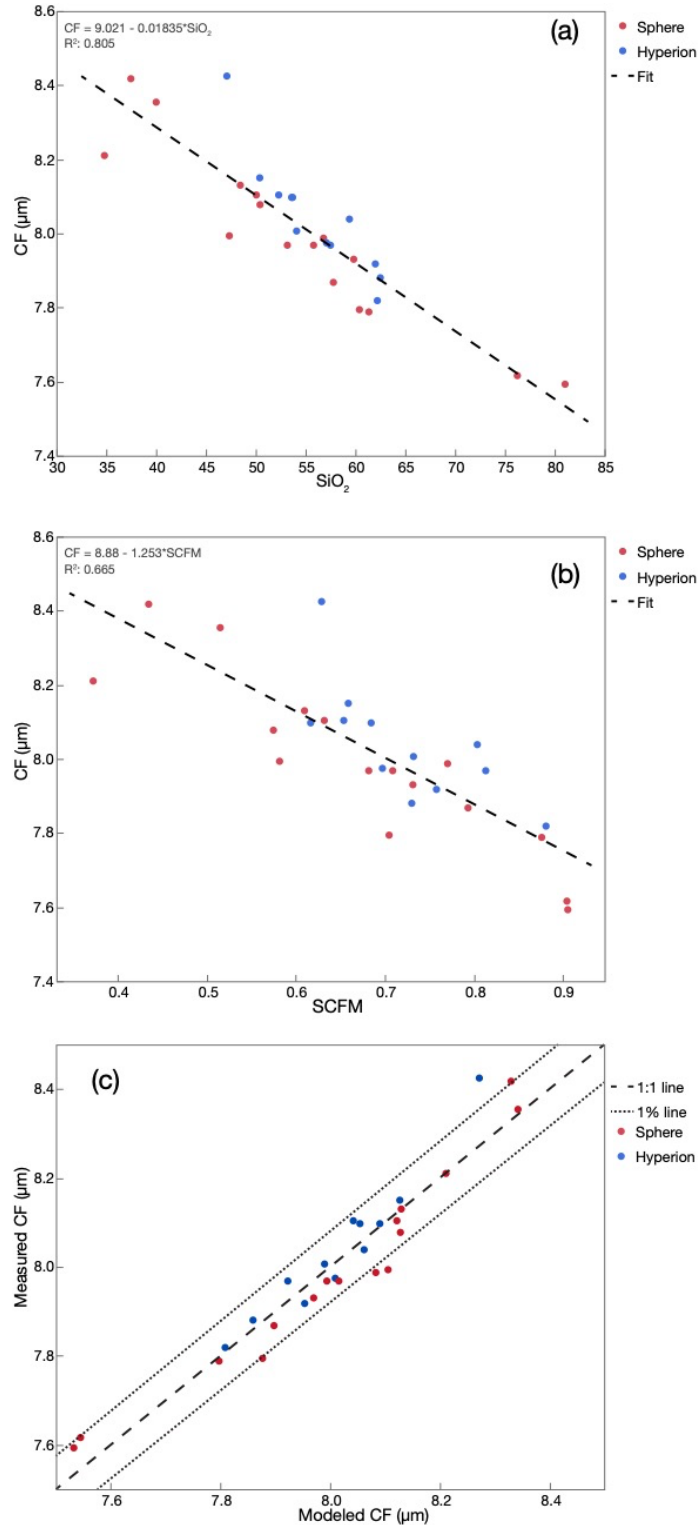 8.6
CF = 9.021 - 0.01835*SiO₂
R²: 0.805
(a)
Sphere
Hyperion
Fit
8.4
8.2
8.0
7.8
7.6
7.4
CF (μm)
30 35 40 45 50 55 60 65 70 75 80 85
SiO₂
8.6
CF = 8.88 - 1.253*SCFM
R²: 0.665
(b)
Sphere
Hyperion
Fit
8.4
8.2
8.0
7.8
7.6
7.4
CF (μm)
0.4 0.5 0.6 0.7 0.8 0.9
SCFM
(c)
1:1 line
1% line
Sphere
Hyperion
8.4
8.2
8.0
7.8
7.6
Measured CF (μm)
7.6 7.8 8.0 8.2 8.4
Modeled CF (μm)